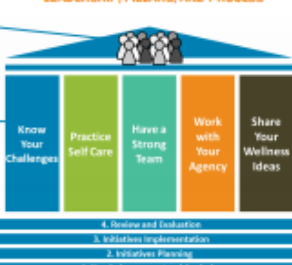 Know
Your
Challenges
Practice
Self Care
Have a
Strong
Team
Work
with
Your
Agency
Share
Your
Wellness
Ideas
4. Review and Evaluation
3. Initiatives Implementation
2. Initiatives Planning